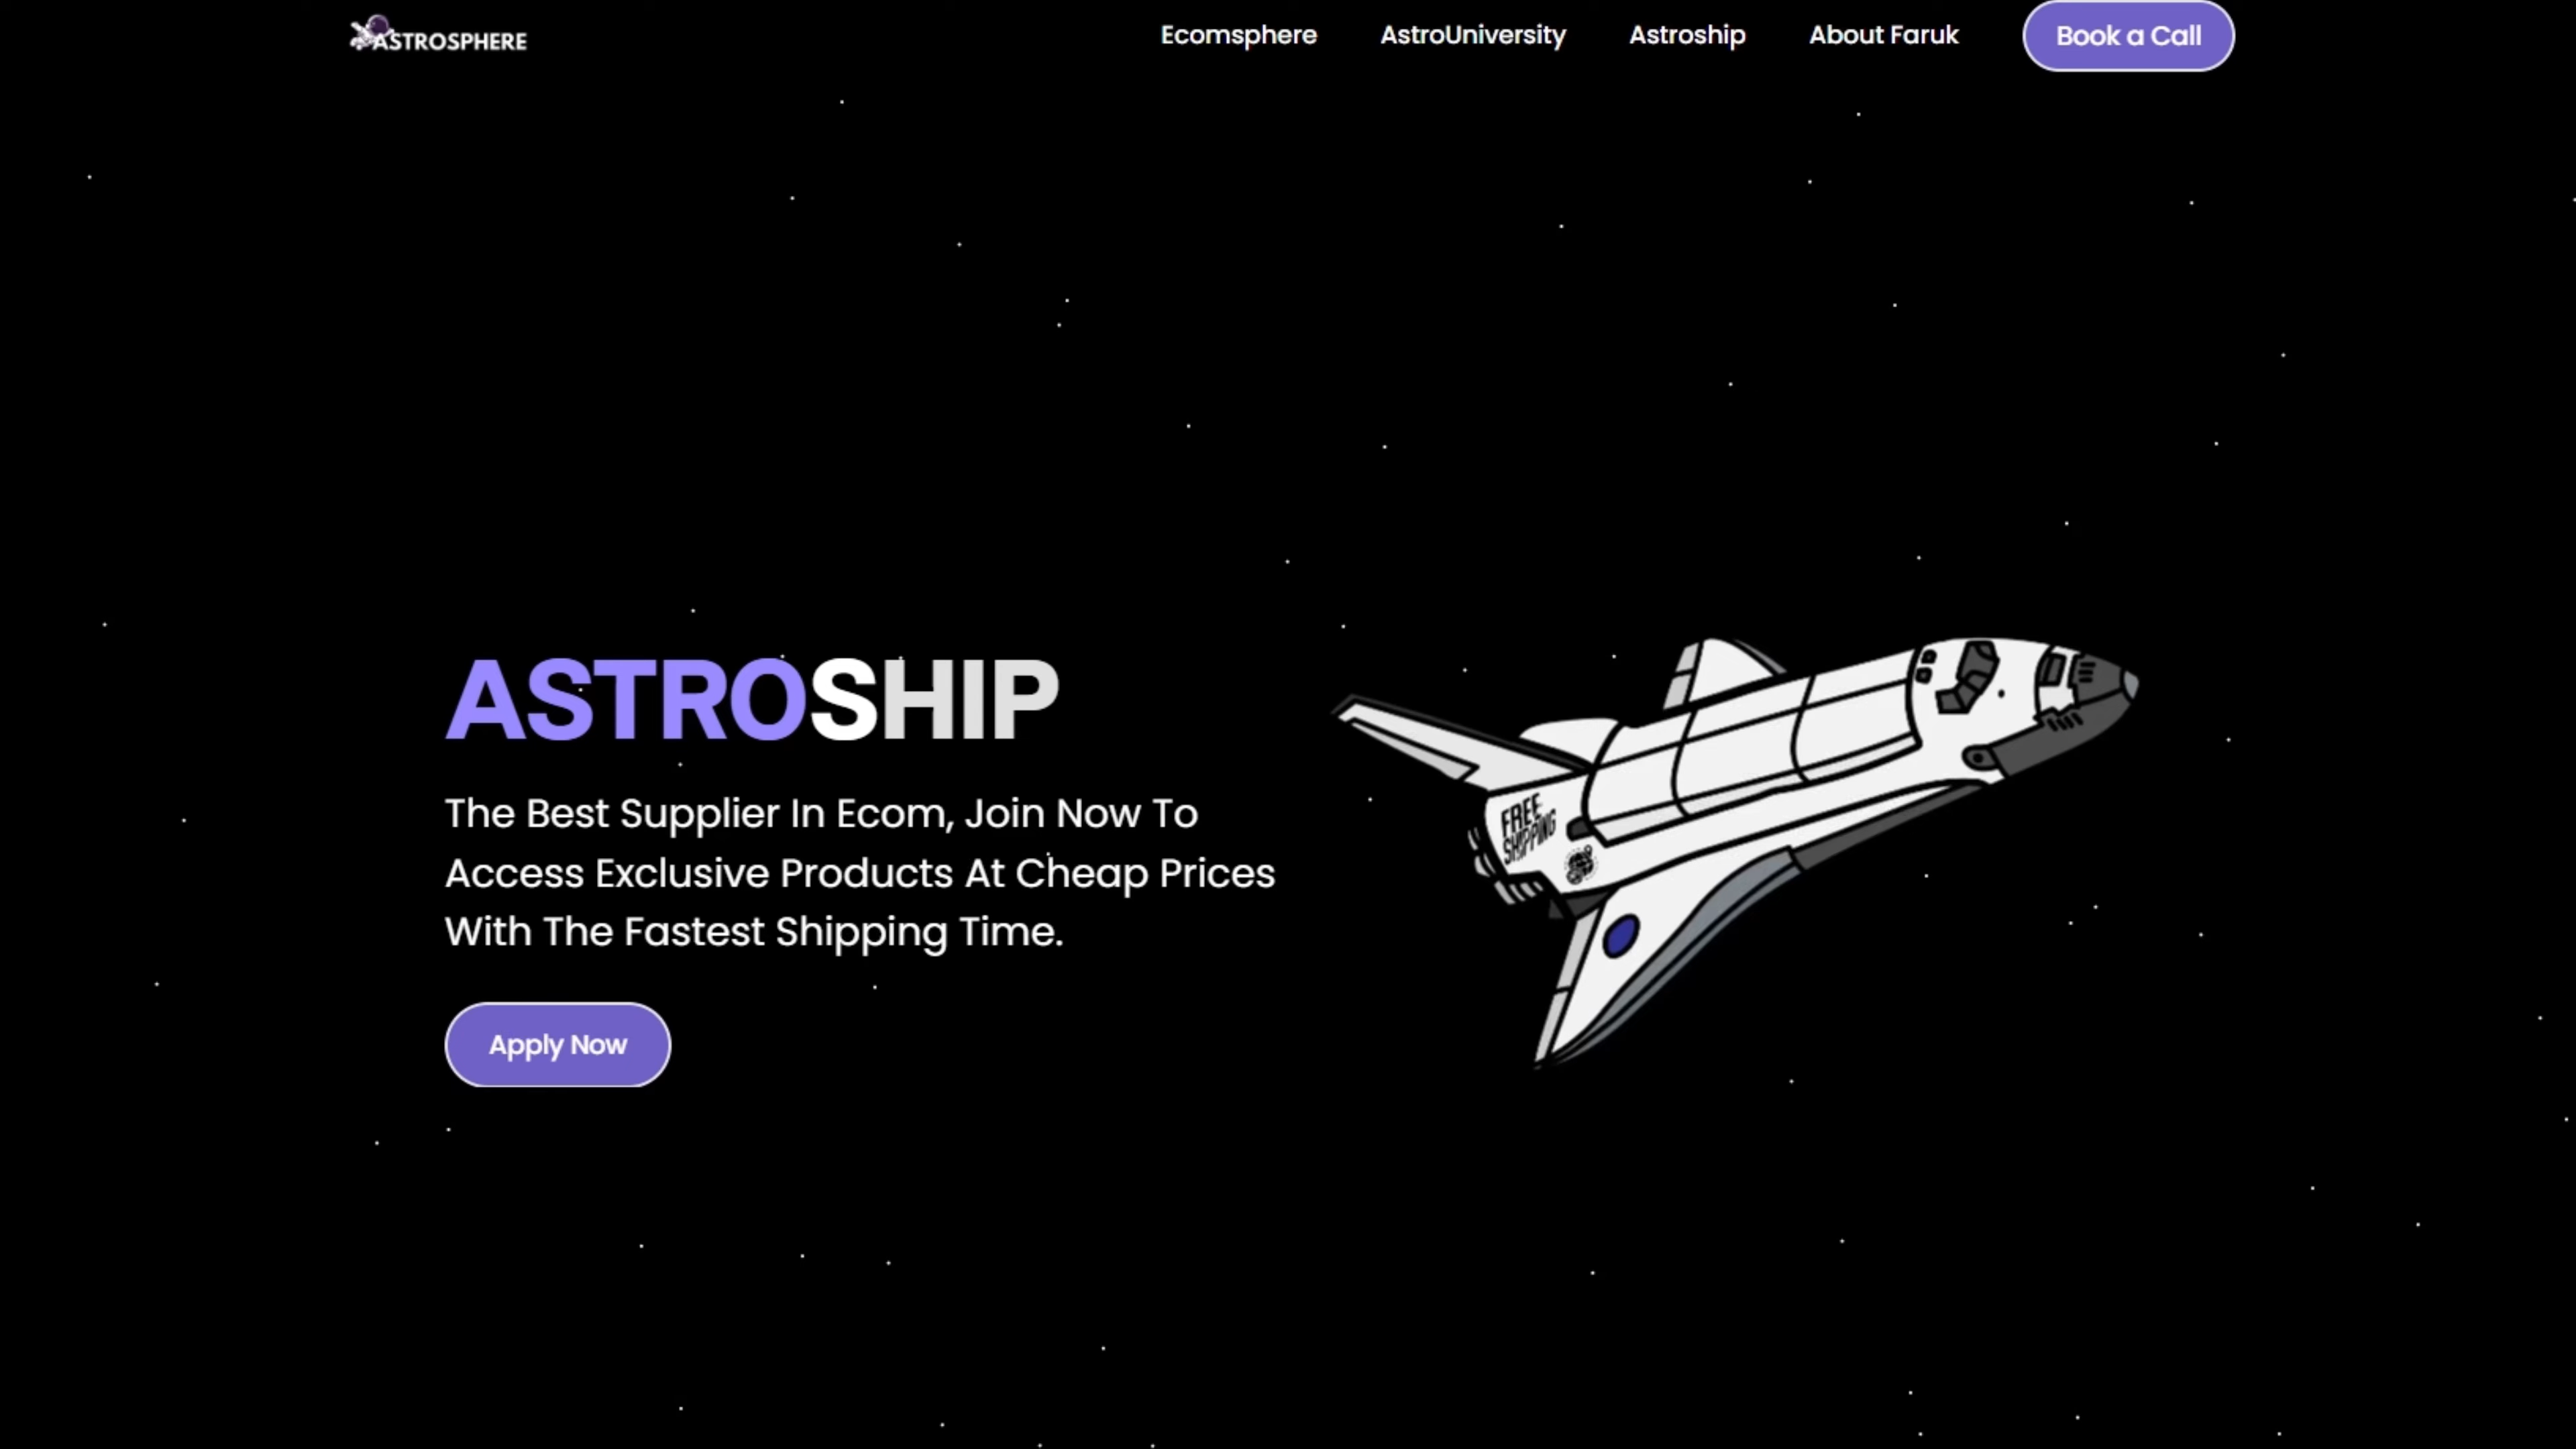 ASTROSPHERE
Ecomsphere
AstroUniversity
Astroship
About Faruk
Book a Call
ASTROSHIP
The Best Supplier In Ecom, Join Now To
Access Exclusive Products At Cheap Prices
With The Fastest Shipping Time.
Apply Now
FREE
SHIPPING